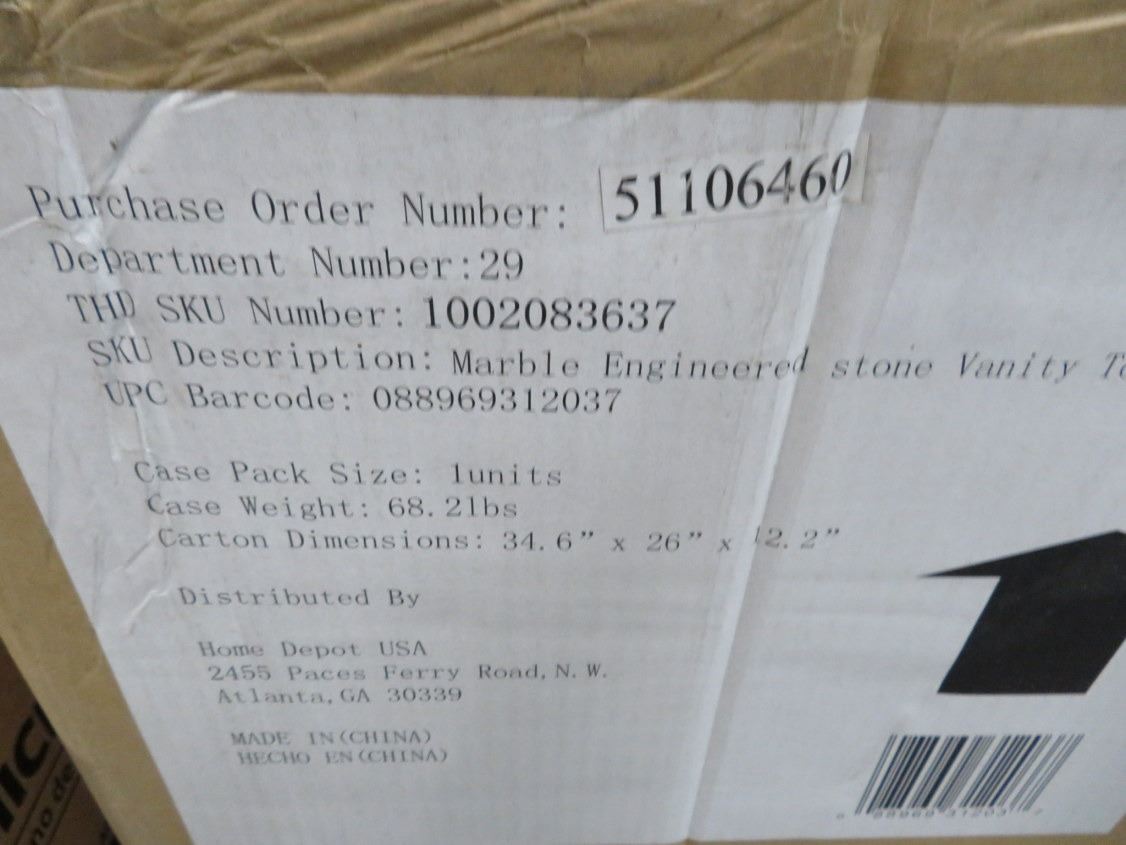 Purchase Order Number: 51106460
Department Number:29
THD SKU Number: 1002083637
SKU Description: Marble Engineered stone Vanity
UPC Barcode: 088969312037
Case Pack Size: 1units
Case Weight: 68.2lbs
Carton Dimensions: 34.6” x 26” x 12.2”
Distributed By
Home Depot USA
2455 Paces Ferry Road, N. W.
Atlanta, GA 30339
MADE IN(CHINA)
HECHO EN(CHINA)